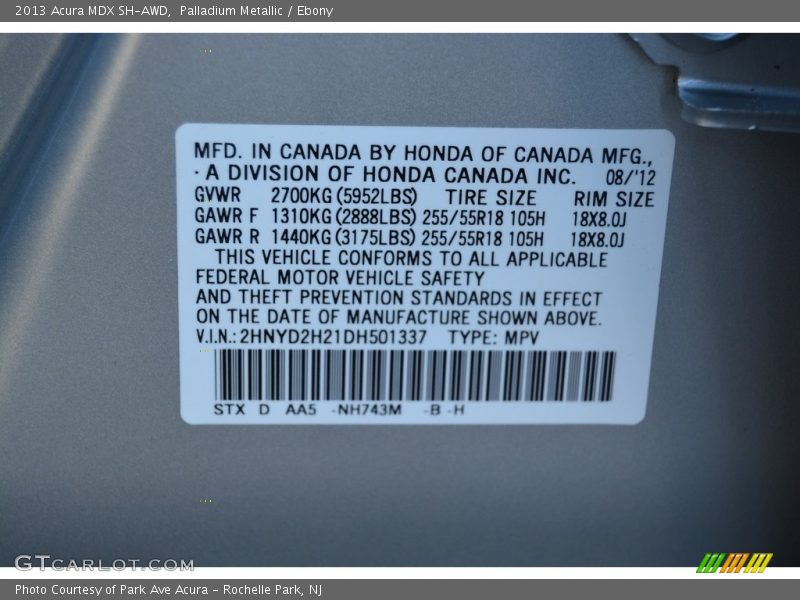 2013 Acura MDX SH-AWD, Palladium Metallic / Ebony
MFD. IN CANADA BY HONDA OF CANADA MFG.,
· A DIVISION OF HONDA CANADA INC. 08/'12
GVWR 2700KG (5952LBS) TIRE SIZE RIM SIZE
GAWR F 1310KG (2888LBS) 255/55R18 105H 18X8.0J
GAWR R 1440KG (3175LBS) 255/55R18 105H 18X8.0J
THIS VEHICLE CONFORMS TO ALL APPLICABLE
FEDERAL MOTOR VEHICLE SAFETY
AND THEFT PREVENTION STANDARDS IN EFFECT
ON THE DATE OF MANUFACTURE SHOWN ABOVE.
V.I.N.: 2HNYD2H21DH501337 TYPE: MPV
STX D AA5 -NH743M -B -H
GTCARLOT.COM
Photo Courtesy of Park Ave Acura - Rochelle Park, NJ